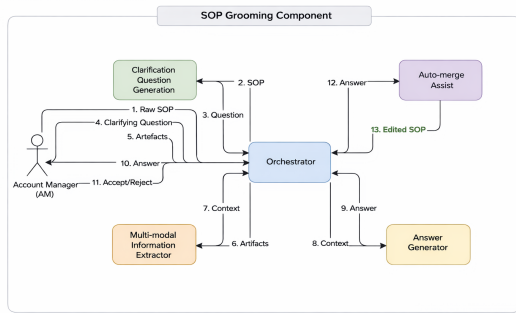 SOP Grooming Component
Clarification
Question
Generation
2. SOP
12. Answer
Auto-merge
Assist
1. Raw SOP
3. Question
4. Clarifying Question
13. Edited SOP
5. Artefacts
Orchestrator
10. Answer
Account Manager
(AM)
11. Accept/Reject
7. Context
9. Answer
Multi-modal
Information
Extractor
6. Artifacts
8. Context
Answer
Generator